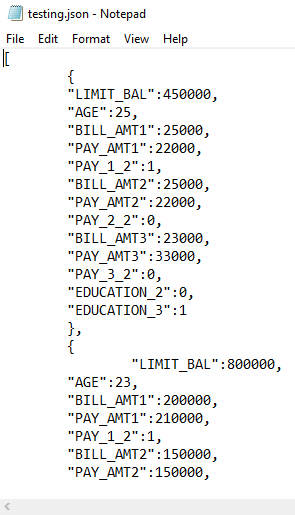 testing.json - Notepad
File Edit Format View Help
[
{
"LIMIT_BAL":450000,
"AGE":25,
"BILL_AMT1":25000,
"PAY_AMT1":22000,
"PAY_1_2":1,
"BILL_AMT2":25000,
"PAY_AMT2":22000,
"PAY_2_2":0,
"BILL_AMT3":23000,
"PAY_AMT3":33000,
"PAY_3_2":0,
"EDUCATION_2":0,
"EDUCATION_3":1
},
{
"LIMIT_BAL":800000,
"AGE":23,
"BILL_AMT1":200000,
"PAY_AMT1":210000,
"PAY_1_2":1,
"BILL_AMT2":150000,
"PAY_AMT2":150000,